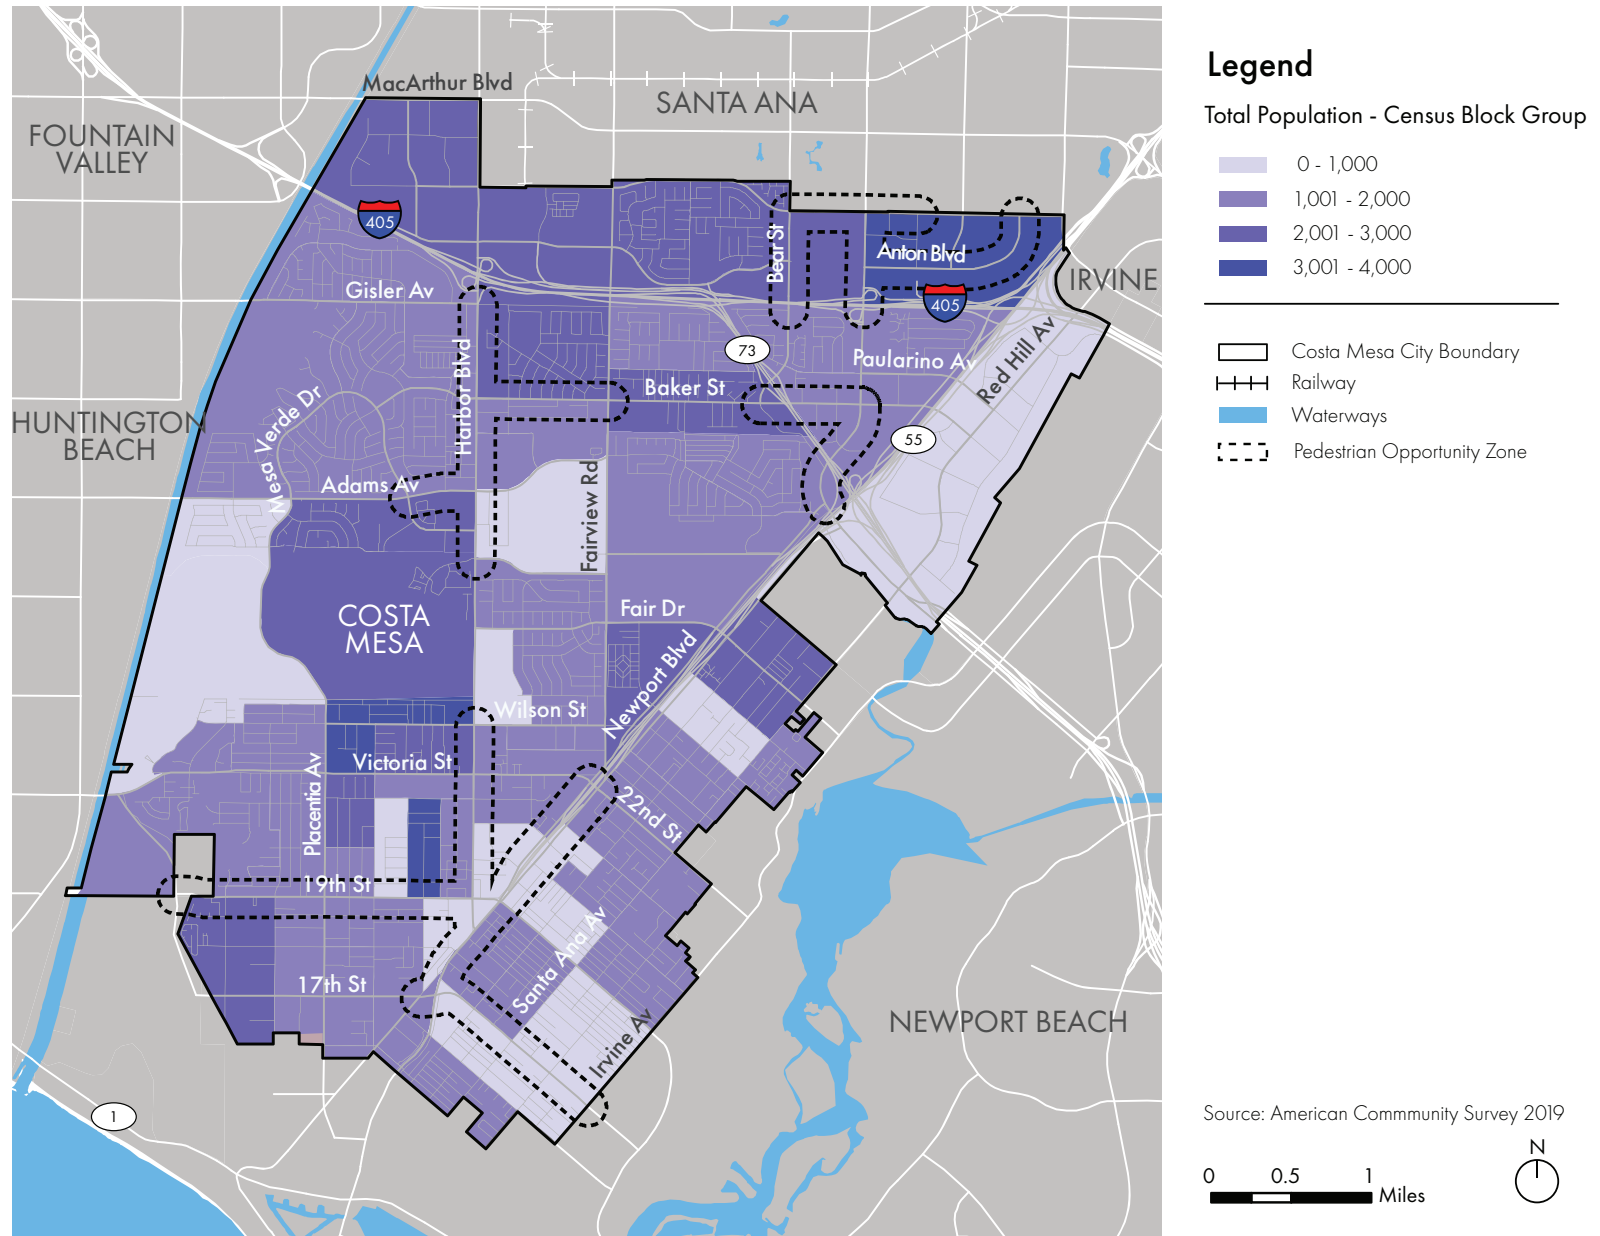 MacArthur Blvd
SANTA ANA
FOUNTAIN
VALLEY
405
Bear St
Anton Blvd
IRVINE
Gisler Av
405
73
Paularino Av
Red Hill Av
Harbor Blvd
Baker St
HUNTINGTON
BEACH
Mesa Verde Dr
55
Adams Av
Fairview Rd
COSTA
MESA
Fair Dr
Newport Blvd
Wilson St
Victoria St
Placentia Av
22nd St
19th St
Santa Ana Av
17th St
Irvine Av
NEWPORT BEACH
1
Legend
Total Population - Census Block Group
0 - 1,000
1,001 - 2,000
2,001 - 3,000
3,001 - 4,000
Costa Mesa City Boundary
Railway
Waterways
Pedestrian Opportunity Zone
Source: American Commmunity Survey 2019
N
0 0.5 1
Miles